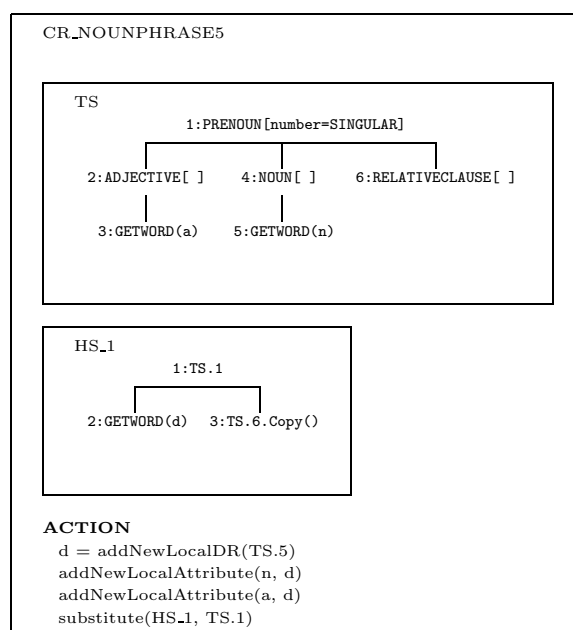 CR_NOUNPHRASE5
TS
1:PRENOUN[number=SINGULAR]
2:ADJECTIVE[ ] 4:NOUN[ ] 6:RELATIVECLAUSE[ ]
3:GETWORD(a) 5:GETWORD(n)
HS_1
1:TS.1
2:GETWORD(d) 3:TS.6.Copy()
ACTION
d = addNewLocalDR(TS.5)
addNewLocalAttribute(n, d)
addNewLocalAttribute(a, d)
substitute(HS_1, TS.1)